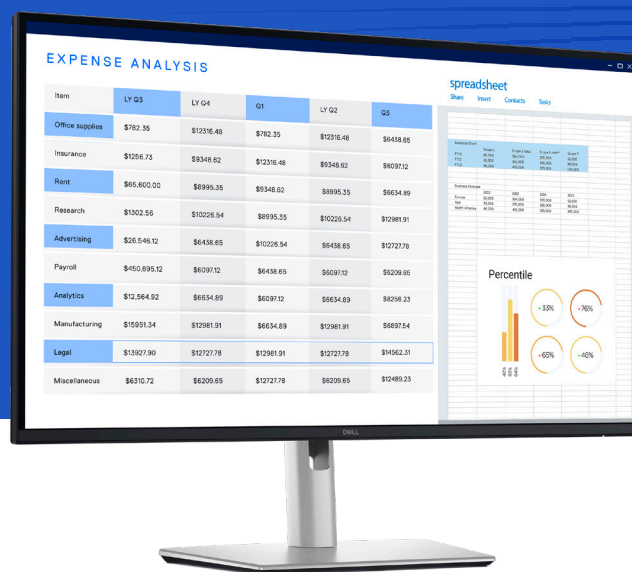 EXPENSE ANALYSIS
Item LY Q3 LY Q4 Q1 LY Q2 Q3
Office supplies $782.35 $12316.48 $782.35 $12316.48 $6438.65
Insurance $1256.73 $9348.62 $12316.48 $9348.62 $6097.12
Rent $65,600.00 $8995.35 $9348.62 $8995.35 $6634.89
Research $1302.56 $10226.54 $8995.35 $10226.54 $12981.91
Advertising $26.546.12 $6438.65 $10226.54 $6438.65 $12727.78
Payroll $450,695.12 $6097.12 $6438.65 $6097.12 $6209.65
Analytics $12,564.92 $6634.89 $6097.12 $6634.89 $8256.23
Manufacturing $15951.34 $12981.91 $6634.89 $12981.91 $6897.54
Legal $13927.90 $12727.78 $12981.91 $12727.78 $14562.31
Miscellaneous $6310.72 $6209.65 $12727.78 $6209.65 $12489.23
spreadsheet
Share Insert Contacts Tasks
Percentile
33% 76%
65% 46%
DELL